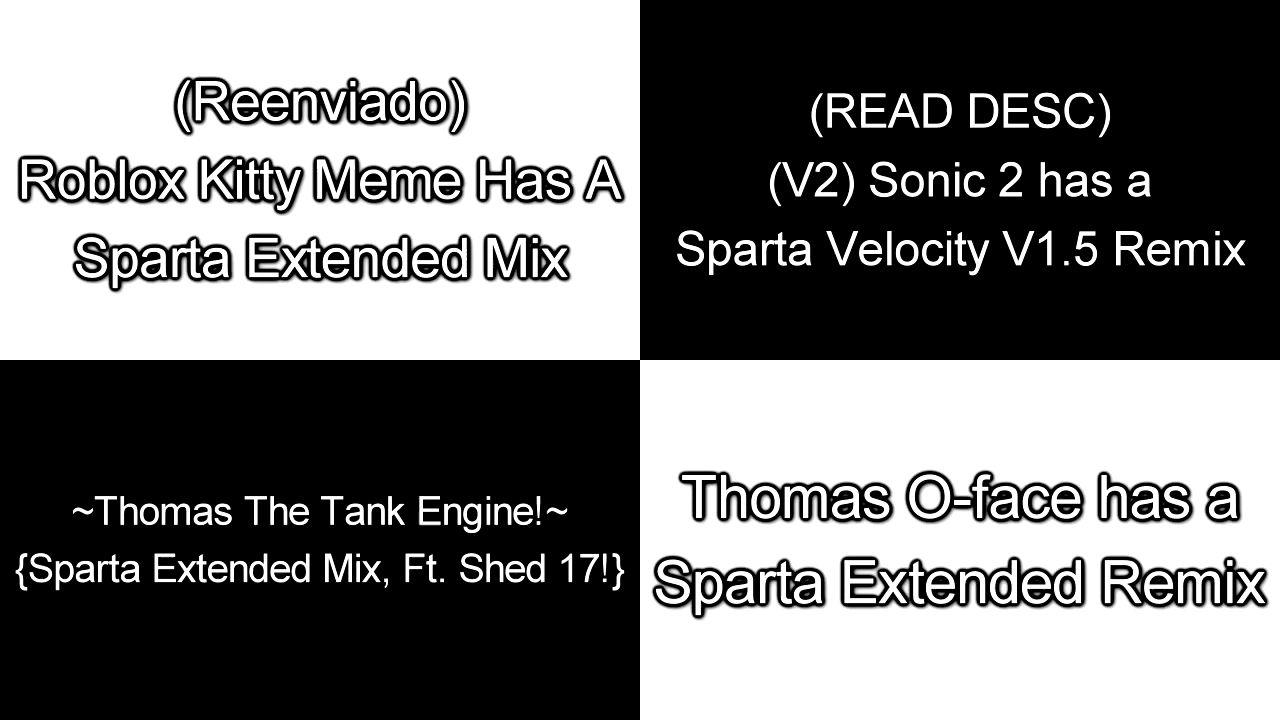 (Reenviado)
Roblox Kitty Meme Has A
Sparta Extended Mix
(READ DESC)
(V2) Sonic 2 has a
Sparta Velocity V1.5 Remix
~Thomas The Tank Engine!~
{Sparta Extended Mix, Ft. Shed 17!}
Thomas O-face has a
Sparta Extended Remix